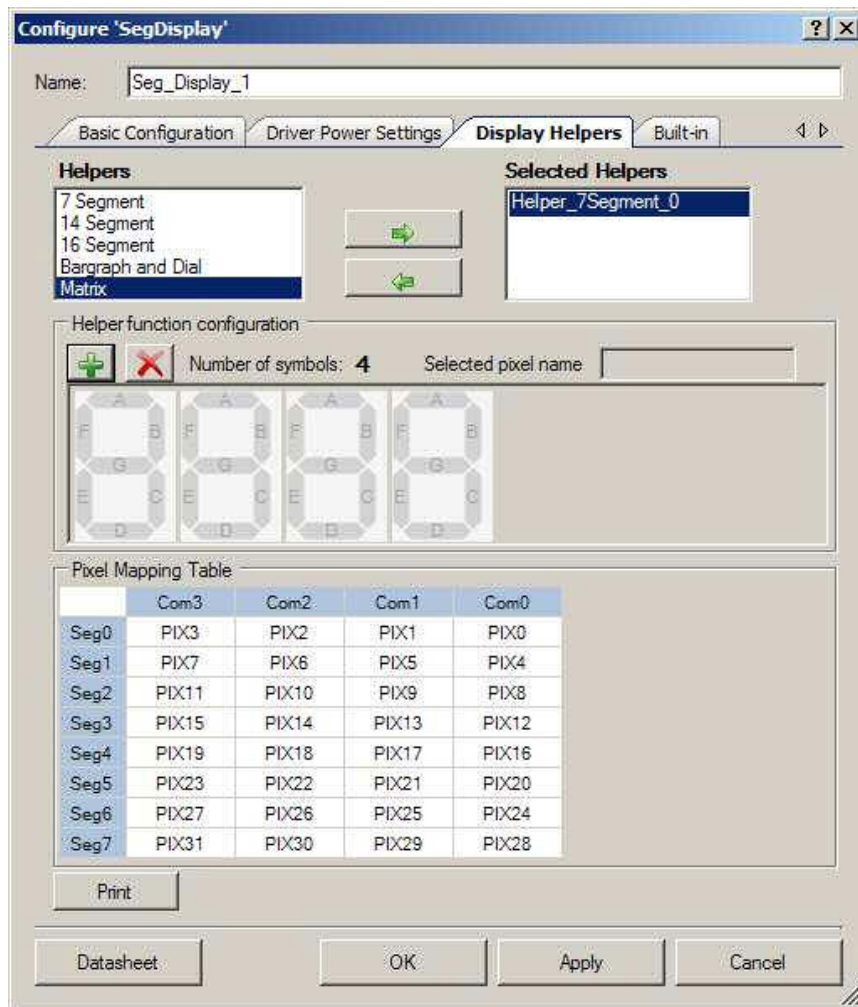 Configure 'SegDisplay'
Name: Seg_Display_1
Basic Configuration Driver Power Settings Display Helpers Built-in
Helpers
7 Segment
14 Segment
16 Segment
Bargraph and Dial
Matrix
Selected Helpers
Helper_7Segment_0
Helper function configuration
Number of symbols: 4 Selected pixel name
A A A A
F B F B F B F B
G G G G
E C E C E C E C
D D D D
Pixel Mapping Table
Com3 Com2 Com1 Com0
Seg0 PIX3 PIX2 PIX1 PIX0
Seg1 PIX7 PIX6 PIX5 PIX4
Seg2 PIX11 PIX10 PIX9 PIX8
Seg3 PIX15 PIX14 PIX13 PIX12
Seg4 PIX19 PIX18 PIX17 PIX16
Seg5 PIX23 PIX22 PIX21 PIX20
Seg6 PIX27 PIX26 PIX25 PIX24
Seg7 PIX31 PIX30 PIX29 PIX28
Print
Datasheet OK Apply Cancel